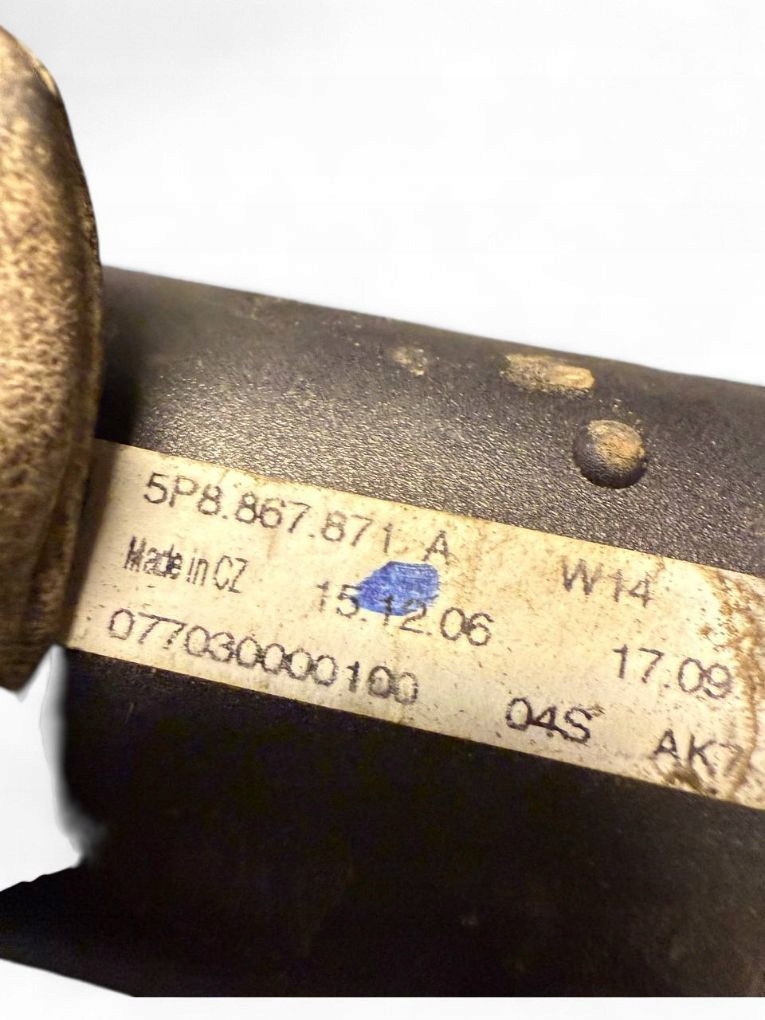 5P8.867.871 A W14
Made in CZ 15.12.06 17.09
077030000100 04S AK7